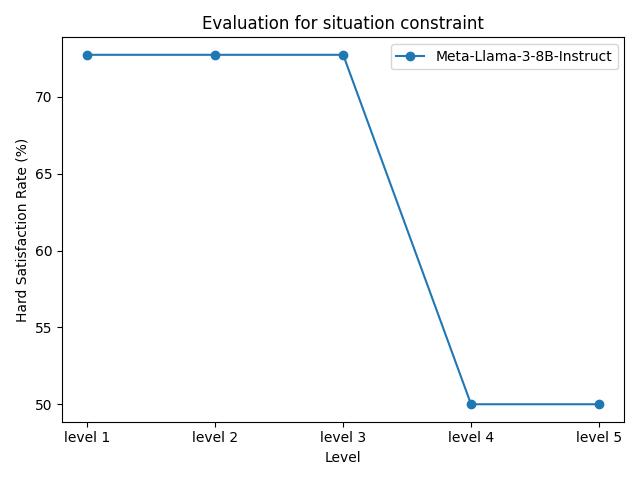 Evaluation for situation constraint
Meta-Llama-3-8B-Instruct
Hard Satisfaction Rate (%)
70
65
60
55
50
level 1 level 2 level 3 level 4 level 5
Level